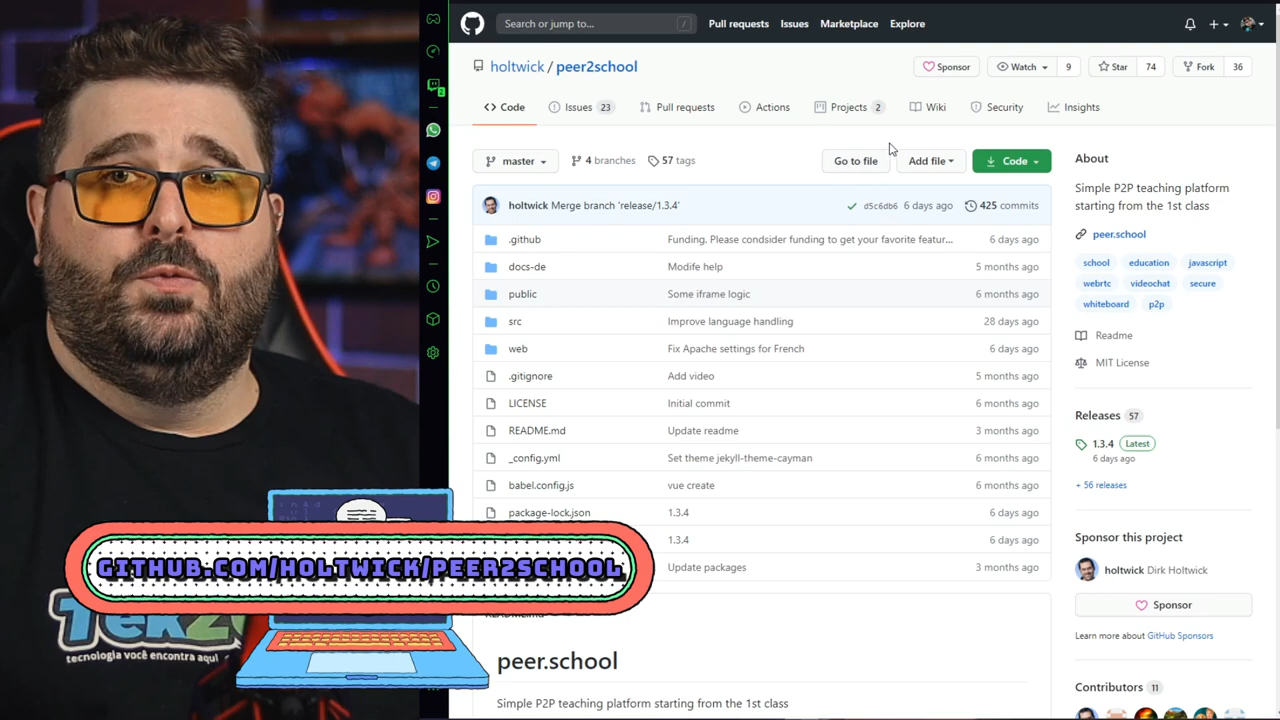 Search or jump to...
/
Pull requests
Issues
Marketplace
Explore
holtwick / peer2school
Sponsor
Watch
9
Star
74
Fork
36
Code
Issues 23
Pull requests
Actions
Projects 2
Wiki
Security
Insights
master
4 branches
57 tags
Go to file
Add file
Code
holtwick Merge branch 'release/1.3.4'
d5c6db6 6 days ago
425 commits
.github
Funding. Please condsider funding to get your favorite featur...
6 days ago
docs-de
Modife help
5 months ago
public
Some iframe logic
6 months ago
src
Improve language handling
28 days ago
web
Fix Apache settings for French
6 days ago
.gitignore
Add video
5 months ago
LICENSE
Initial commit
6 months ago
README.md
Update readme
3 months ago
_config.yml
Set theme jekyll-theme-cayman
6 months ago
babel.config.js
vue create
6 months ago
package-lock.json
1.3.4
6 days ago
1.3.4
6 days ago
Update packages
3 months ago
README.md
peer.school
Simple P2P teaching platform starting from the 1st class
About
Simple P2P teaching platform
starting from the 1st class
peer.school
school
education
javascript
webrtc
videochat
secure
whiteboard
p2p
Readme
MIT License
Releases 57
1.3.4 Latest
6 days ago
+ 56 releases
Sponsor this project
holtwick Dirk Holtwick
Sponsor
Learn more about GitHub Sponsors
Contributors 11
2
GITHUB.COM/HOLTWICK/PEER2SCHOOL
TekZ
tecnologia você encontra aqui